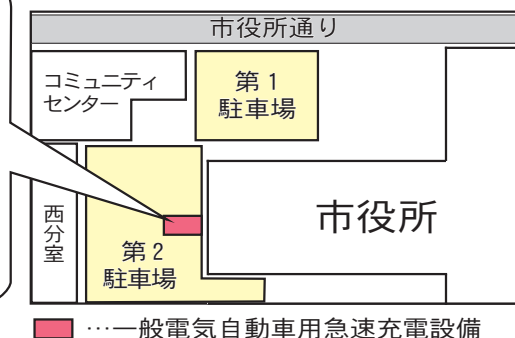 市役所通り
コミュニティ
センター
第1
駐車場
西分室
第2
駐車場
市役所
…一般電気自動車用急速充電設備